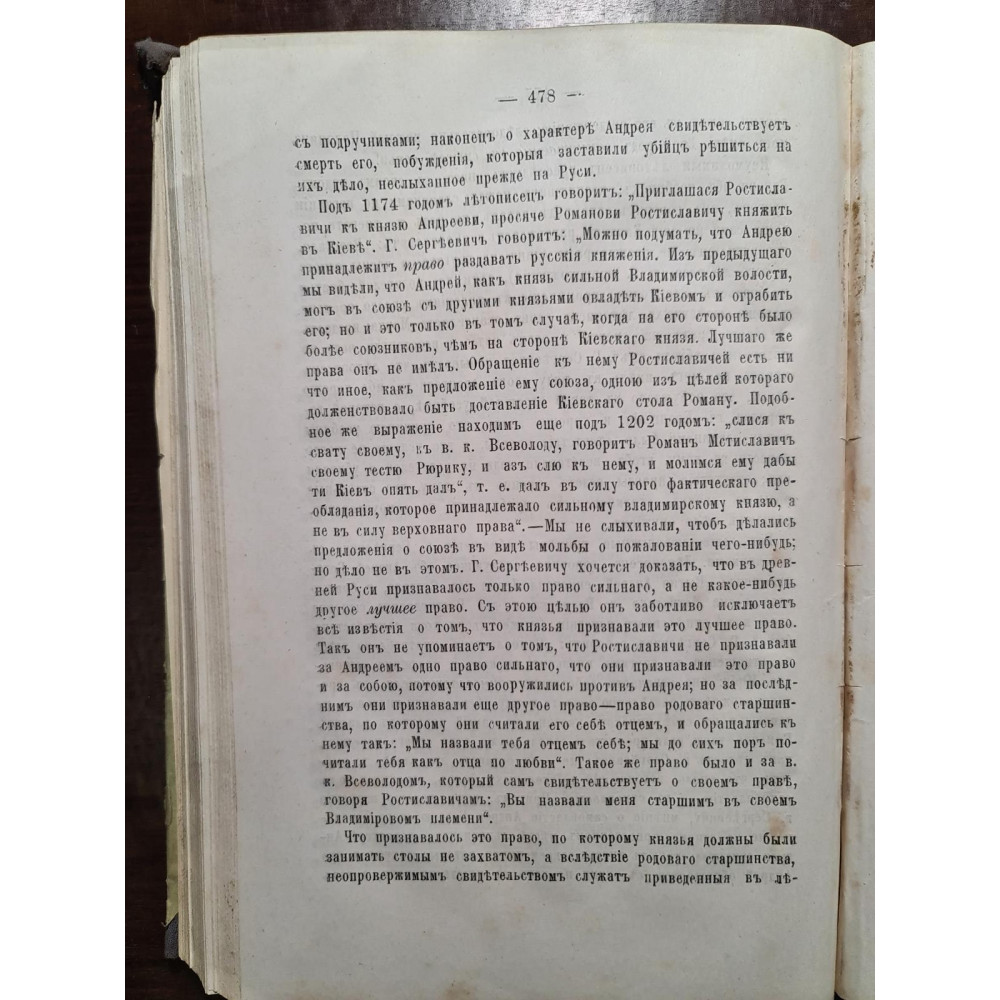 — 478 —
съ подручниками; наконецъ о характерѣ Андрея свидѣтельствуетъ
смерть его, побужденія, которыя заставили убійцъ рѣшиться на
ихъ дѣло, неслыханное прежде на Руси.
Подъ 1174 годомъ лѣтописецъ говоритъ: „Приглашася Ростисла-
вичи къ князю Андрееви, просяче Романови Ростиславичу княжить
въ Кіевѣ“. Г. Сергѣевичъ говоритъ: „Можно подумать, что Андрею
принадлежитъ право раздавать русскія княженія. Изъ предыдущаго
мы видѣли, что Андрей, какъ князь сильной Владимирской волости,
могъ въ союзѣ съ другими князьями овладѣть Кіевомъ и ограбить
его; но и это только въ томъ случаѣ, когда на его сторонѣ было
болѣе союзниковъ, чѣмъ на сторонѣ Кіевскаго князя. Лучшаго же
права онъ не имѣлъ. Обращеніе къ нему Ростиславичей есть ни
что иное, какъ предложеніе ему союза, одною изъ цѣлей котораго
долженствовало быть доставленіе Кіевскаго стола Роману. Подоб-
ное же выраженіе находимъ еще подъ 1202 годомъ: „слися къ
свату своему, къ в. к. Всеволоду, говоритъ Романъ Мстиславичъ
своему тестю Рюрику, и азъ слю къ нему, и молимся ему дабы
ти Кіевъ опять далъ“, т. е. далъ въ силу того фактическаго пре-
обладанія, которое принадлежало сильному владимирскому князю, а
не въ силу верховнаго права“.—Мы не слыхивали, чтобъ дѣлались
предложенія о союзѣ въ видѣ мольбы о пожалованіи чего-нибудь;
но дѣло не въ этомъ. Г. Сергѣевичу хочется доказать, что въ древ-
ней Руси признавалось только право сильнаго, а не какое-нибудь
другое лучшее право. Съ этою цѣлью онъ заботливо исключаетъ
всѣ извѣстія о томъ, что князья признавали это лучшее право.
Такъ онъ не упоминаетъ о томъ, что Ростиславичи не признавали
за Андреемъ одно право сильнаго, что они признавали это право
и за собою, потому что вооружились противъ Андрея; но за послѣд-
нимъ они признавали еще другое право—право родоваго старшин-
ства, по которому они считали его себѣ отцемъ, и обращались къ
нему такъ: „Мы назвали тебя отцемъ себѣ; мы до сихъ поръ по-
читали тебя какъ отца по любви“. Такое же право было и за в.
к. Всеволодомъ, который самъ свидѣтельствуетъ о своемъ правѣ,
говоря Ростиславичамъ: „Вы назвали меня старшимъ въ своемъ
Владиміровомъ племени“.
Что признавалось это право, по которому князья должны были
занимать столы не захватомъ, а вслѣдствіе родоваго старшинства,
неопровержимымъ свидѣтельствомъ служатъ приведенныя въ лѣ-